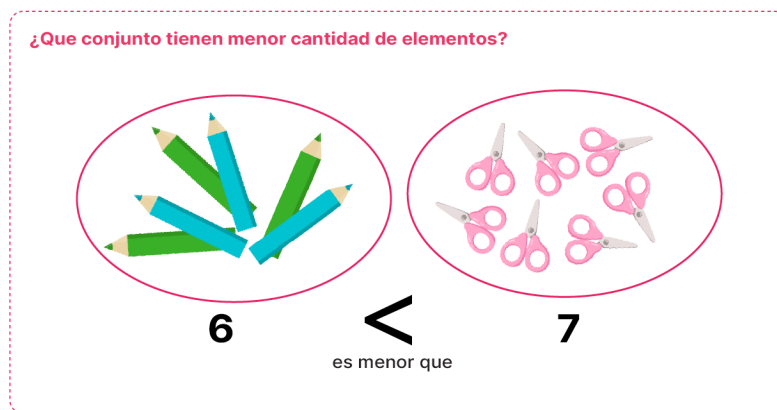 ¿Que conjunto tienen menor cantidad de elementos?
6 < 7
es menor que